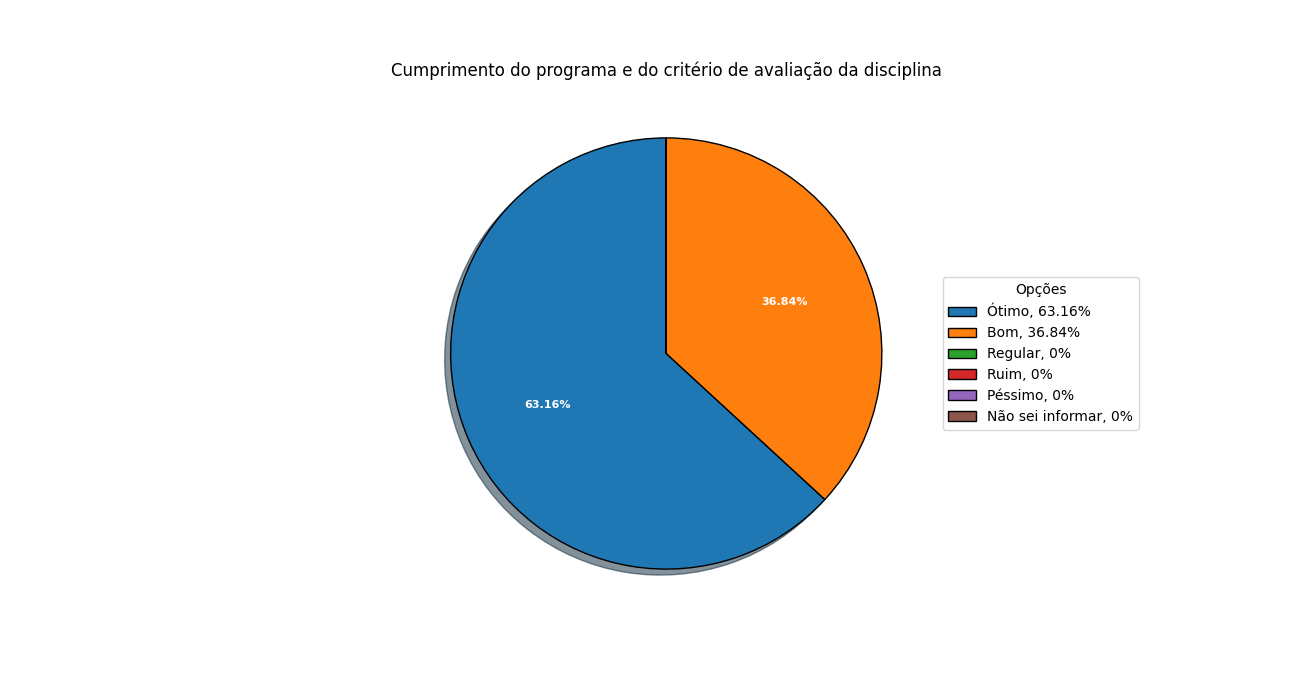 Cumprimento do programa e do critério de avaliação da disciplina
36.84%
63.16%
Opções
Ótimo, 63.16%
Bom, 36.84%
Regular, 0%
Ruim, 0%
Péssimo, 0%
Não sei informar, 0%